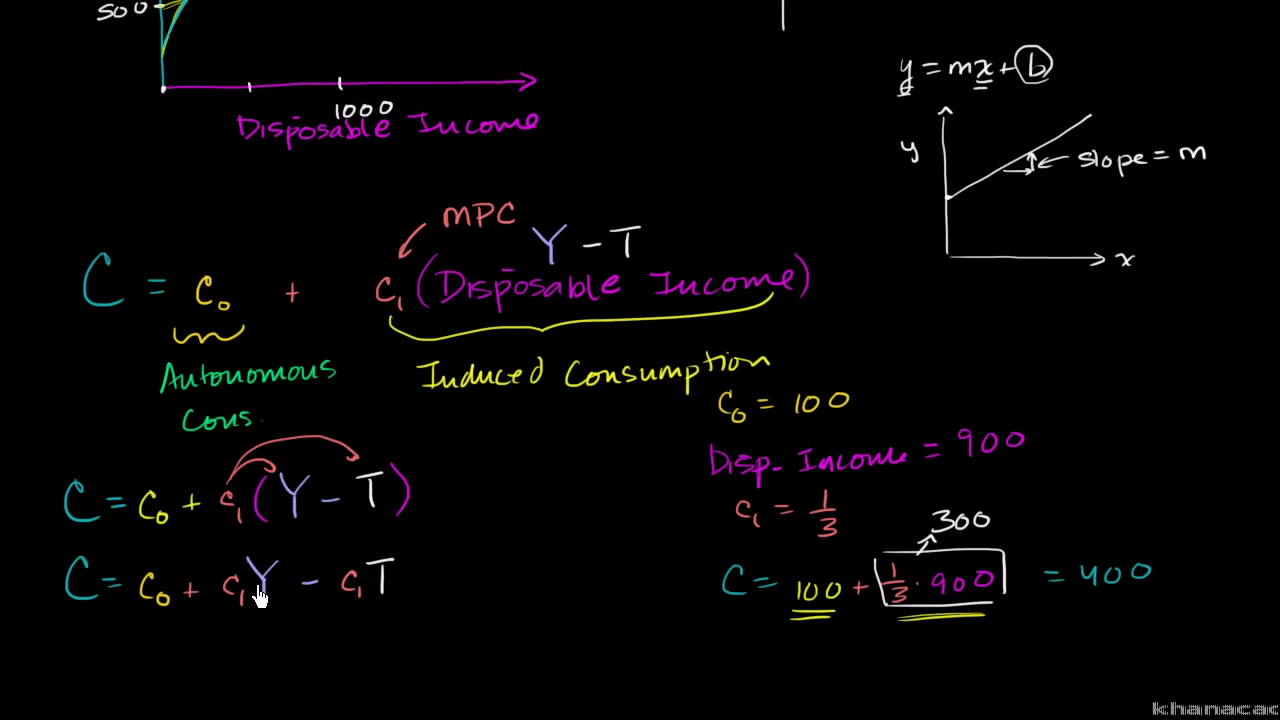 500
1000
Disposable Income
y = mx + b
y
slope = m
x
MPC
Y - T
C = C₀ + C₁ (Disposable Income)
Autonomous
Cons.
Induced Consumption
C₀ = 100
Disp. Income = 900
C₁ = 1/3
300
C = C₀ + C₁ (Y - T)
C = C₀ + C₁Y - C₁T
C = 100 + 1/3 · 900 = 400
khanacad